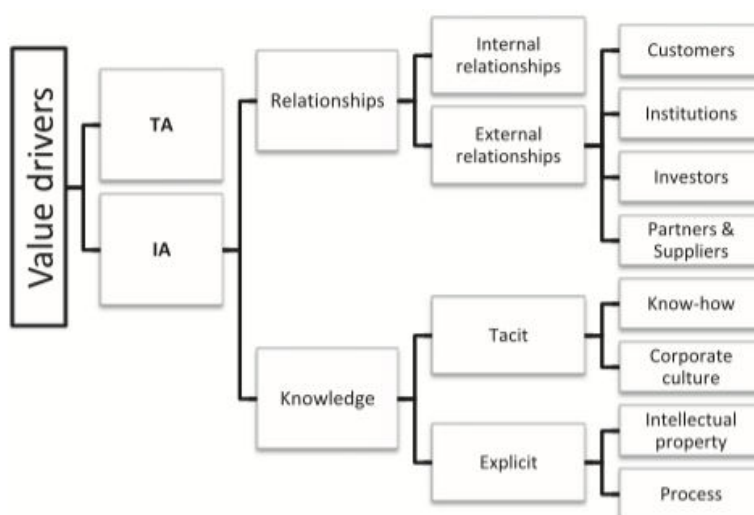 Value drivers
TA
IA
Relationships
Knowledge
Internal
relationships
External
relationships
Tacit
Explicit
Customers
Institutions
Investors
Partners &
Suppliers
Know-how
Corporate
culture
Intellectual
property
Process